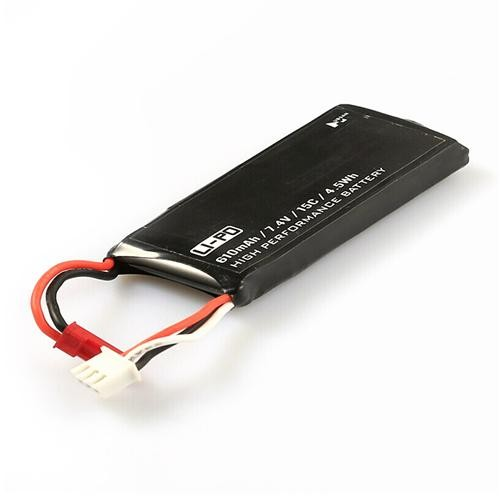 LI-PO
610mAh / 7.4V / 15C / 4.5Wh
HIGH PERFORMANCE BATTERY